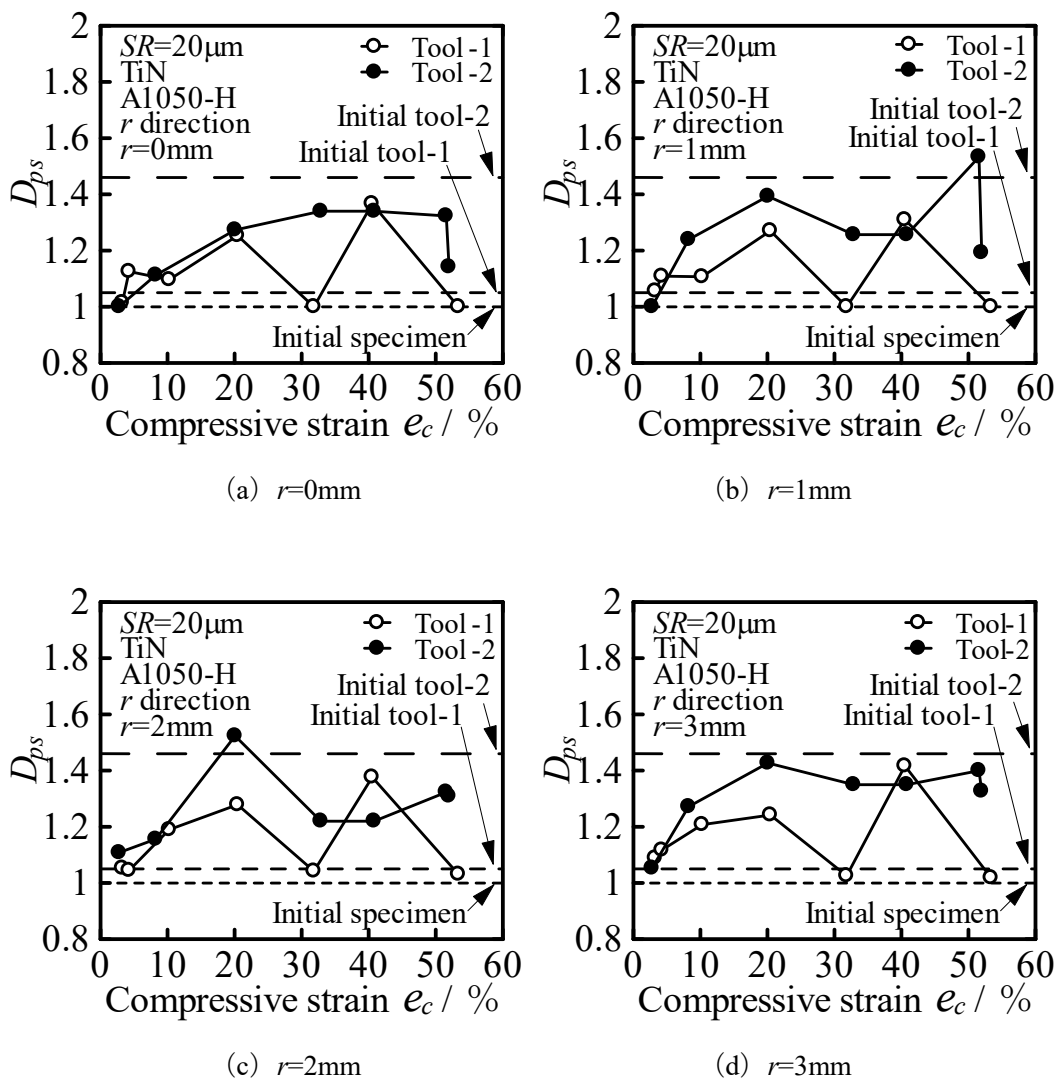 2
1.8
1.6
1.4
1.2
1
0.8
D_ps
SR=20μm
TiN
A1050-H
r direction
r=0mm
Tool-1
Tool-2
Initial tool-2
Initial tool-1
Initial specimen
0 10 20 30 40 50 60
Compressive strain e_c / %
(a) r=0mm
2
1.8
1.6
1.4
1.2
1
0.8
D_ps
SR=20μm
TiN
A1050-H
r direction
r=1mm
Tool-1
Tool-2
Initial tool-2
Initial tool-1
Initial specimen
0 10 20 30 40 50 60
Compressive strain e_c / %
(b) r=1mm
2
1.8
1.6
1.4
1.2
1
0.8
D_ps
SR=20μm
TiN
A1050-H
r direction
r=2mm
Tool-1
Tool-2
Initial tool-2
Initial tool-1
Initial specimen
0 10 20 30 40 50 60
Compressive strain e_c / %
(c) r=2mm
2
1.8
1.6
1.4
1.2
1
0.8
D_ps
SR=20μm
TiN
A1050-H
r direction
r=3mm
Tool-1
Tool-2
Initial tool-2
Initial tool-1
Initial specimen
0 10 20 30 40 50 60
Compressive strain e_c / %
(d) r=3mm